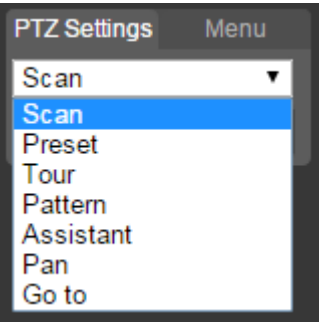 PTZ Settings Menu
Scan
Scan
Preset
Tour
Pattern
Assistant
Pan
Go to